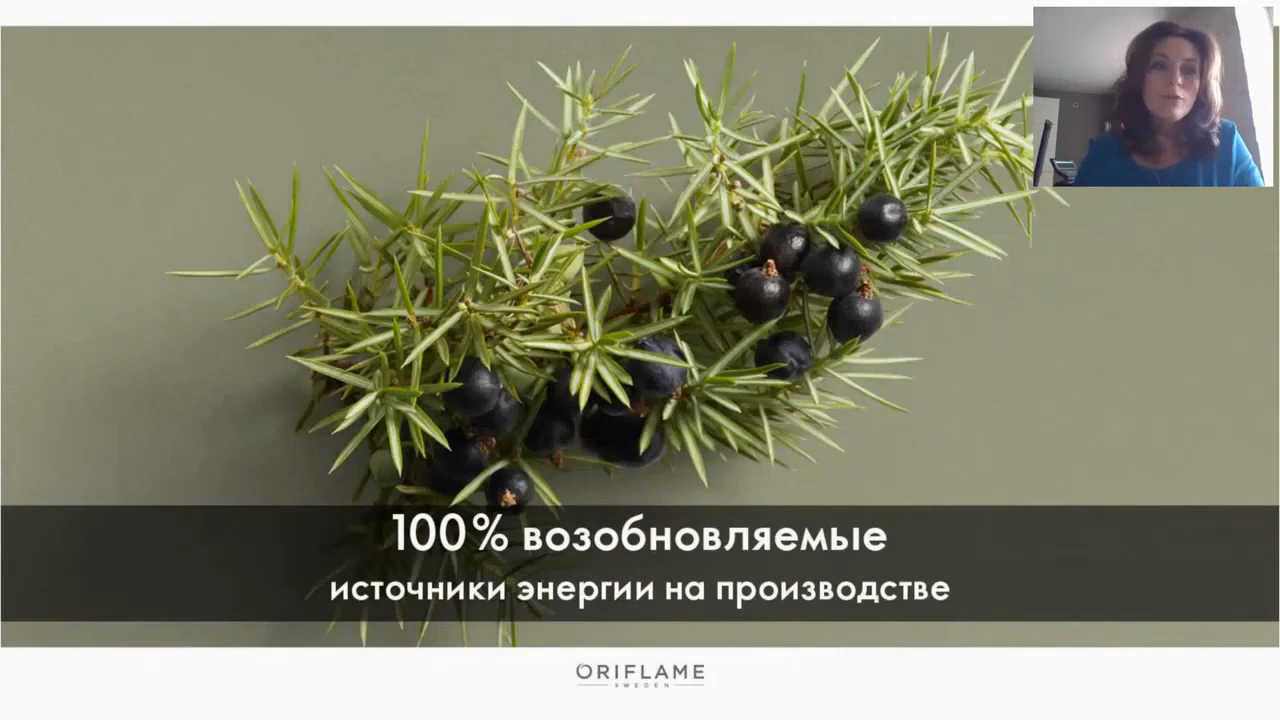 100% возобновляемые
источники энергии на производстве
ORIFLAME
SWEDEN